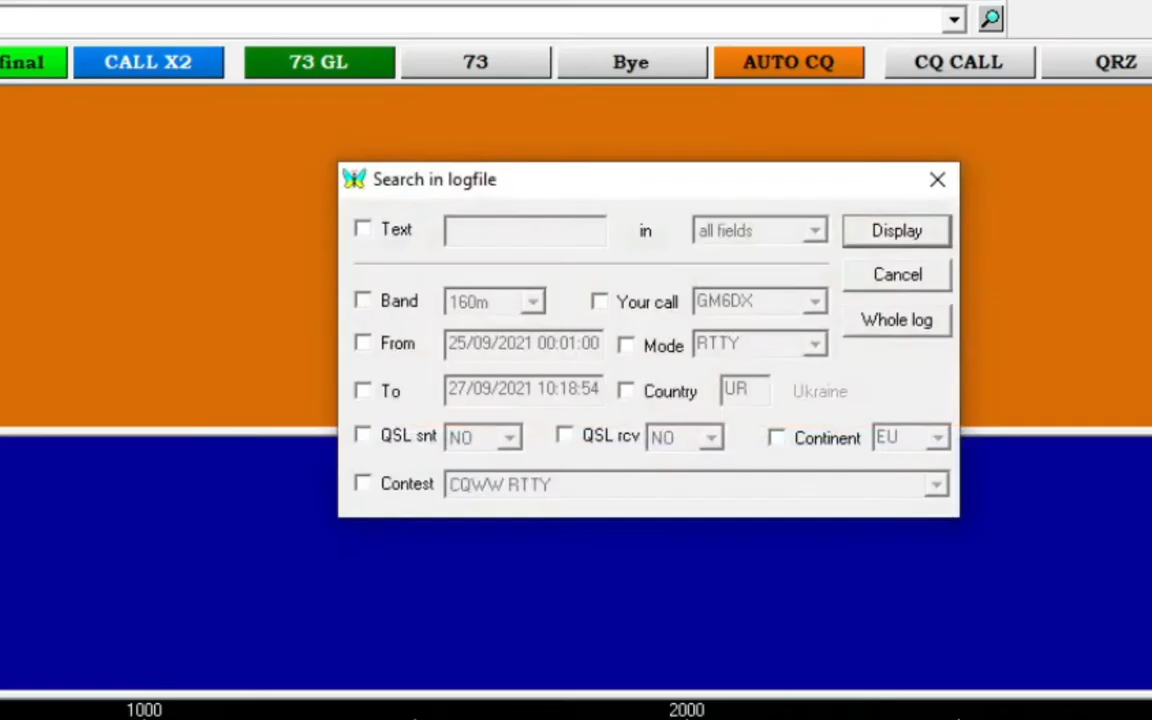 final CALL X2 73 GL 73 Bye AUTO CQ CQ CALL QRZ
Search in logfile
Text in all fields Display
Cancel
Band 160m Your call GM6DX
Whole log
From 25/09/2021 00:01:00 Mode RTTY
To 27/09/2021 10:18:54 Country UR Ukraine
QSL snt NO QSL rcv NO Continent EU
Contest CQWW RTTY
1000 2000